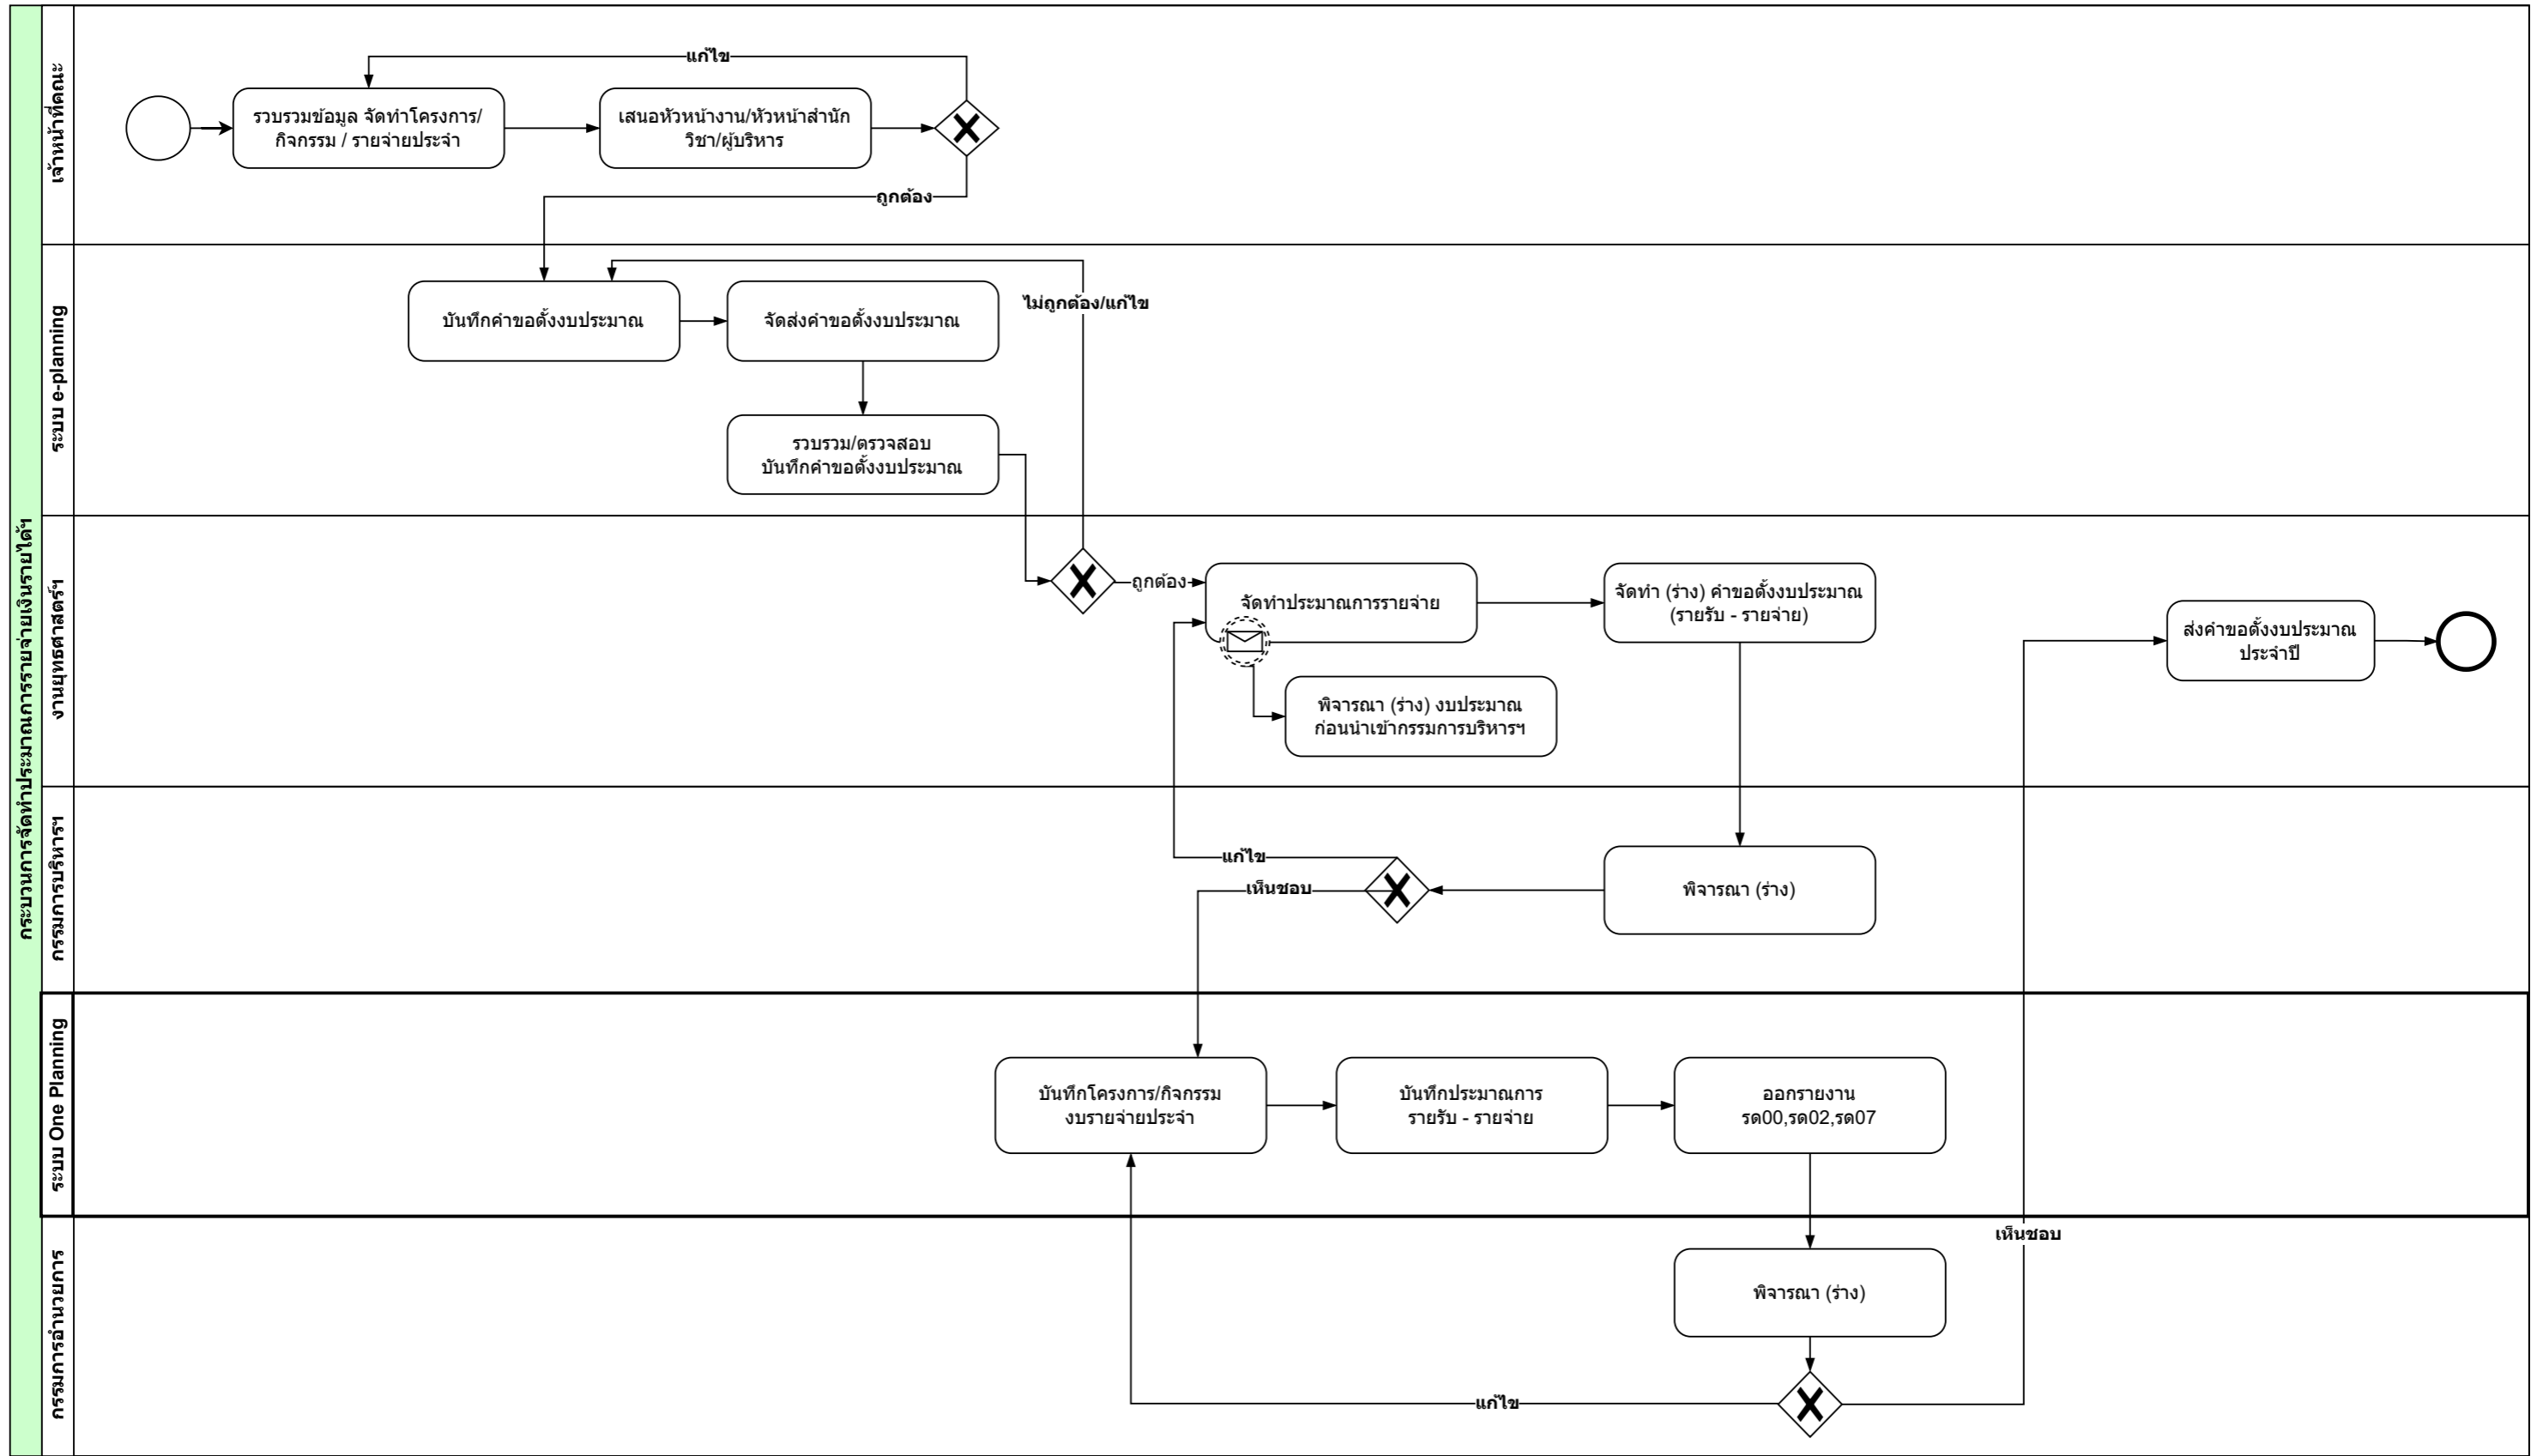 กระบวนการจัดทำประมาณการรายจ่ายเงินรายได้ฯ
เจ้าหน้าที่คณะ
แก้ไข
รวบรวมข้อมูล จัดทำโครงการ/
กิจกรรม / รายจ่ายประจำ
เสนอหัวหน้างาน/หัวหน้าสำนัก
วิชา/ผู้บริหาร
ถูกต้อง
ระบบ e-planning
บันทึกคำขอตั้งงบประมาณ
จัดส่งคำขอตั้งงบประมาณ
ไม่ถูกต้อง/แก้ไข
รวบรวม/ตรวจสอบ
บันทึกคำขอตั้งงบประมาณ
งานยุทธศาสตร์ฯ
ถูกต้อง
จัดทำประมาณการรายจ่าย
จัดทำ (ร่าง) คำขอตั้งงบประมาณ
(รายรับ - รายจ่าย)
ส่งคำขอตั้งงบประมาณ
ประจำปี
พิจารณา (ร่าง) งบประมาณ
ก่อนนำเข้ากรรมการบริหารฯ
กรรมการบริหารฯ
แก้ไข
เห็นชอบ
พิจารณา (ร่าง)
ระบบ One Planning
บันทึกโครงการ/กิจกรรม
งบรายจ่ายประจำ
บันทึกประมาณการ
รายรับ - รายจ่าย
ออกรายงาน
รด00,รด02,รด07
กรรมการอำนวยการ
เห็นชอบ
พิจารณา (ร่าง)
แก้ไข